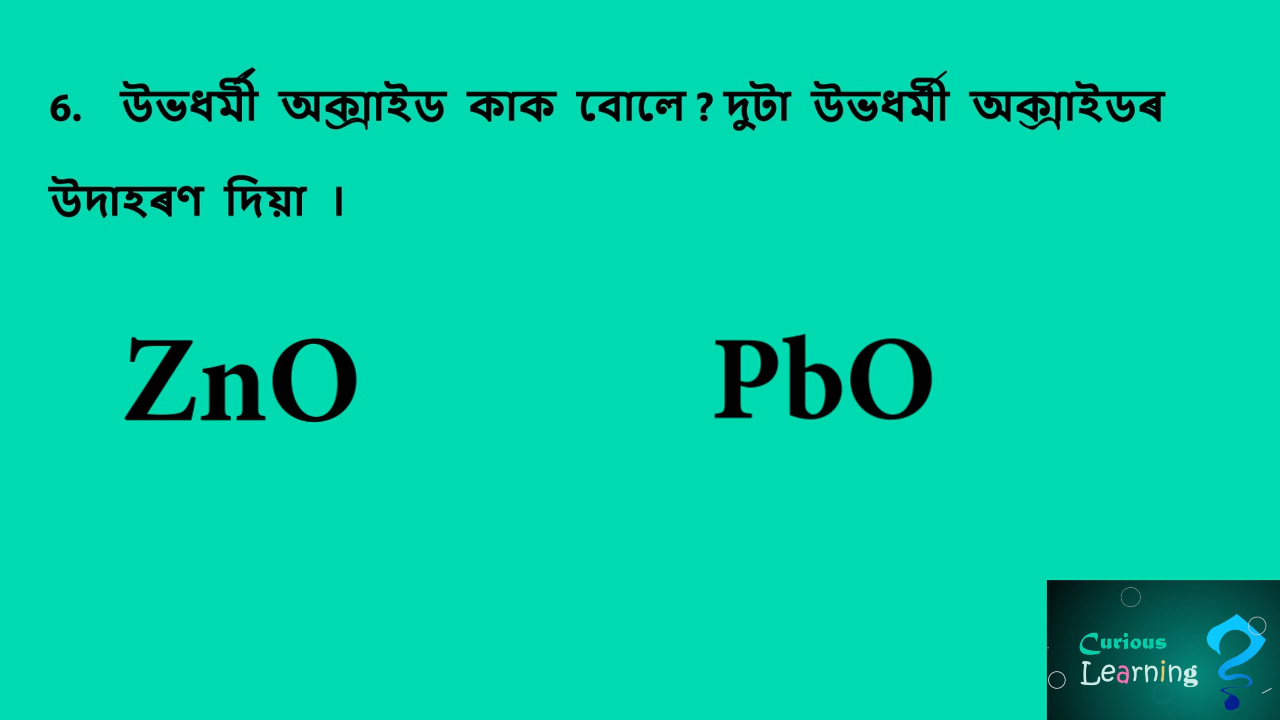 6. উভধৰ্মী অক্সাইড কাক বোলে ? দুটা উভধৰ্মী অক্সাইডৰ
উদাহৰণ দিয়া ।
ZnO PbO
Curious
Learning